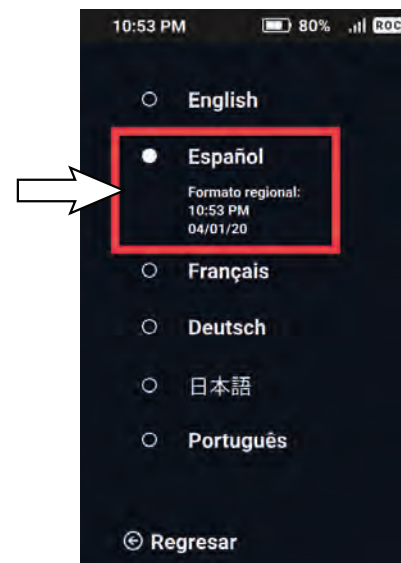 10:53 PM 80% ROC
English
Español
Formato regional:
10:53 PM
04/01/20
Français
Deutsch
日本語
Português
Regresar